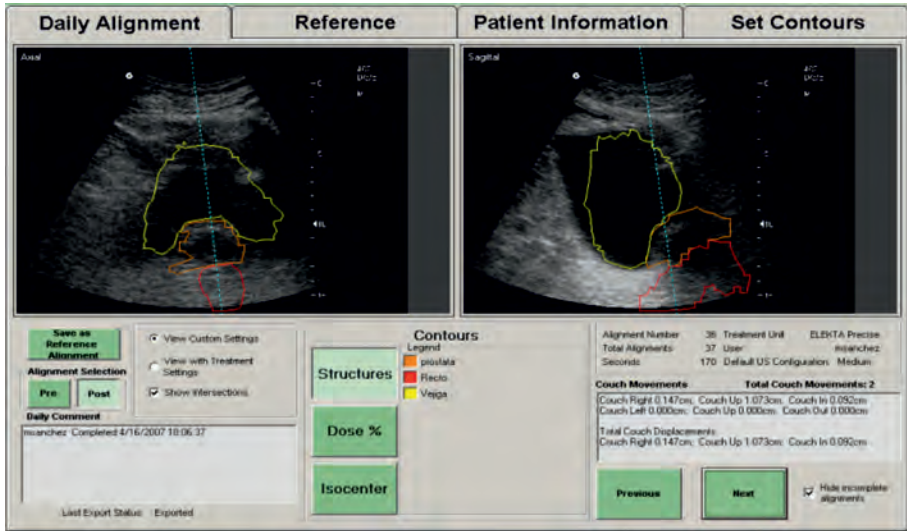 Daily Alignment
Reference
Patient Information
Set Contours
Axial
Sagittal
Save as
Reference
Alignment
Alignment Selection
Pre
Post
View Custom Settings
View with Treatment
Settings
Show Intersections
Daily Comment
msanchez Completed 4/16/2007 18:06:37
Last Export Status Exported
Contours
Legend
Structures
prostata
Recto
Vejiga
Dose %
Isocenter
Alignment Number 36 Treatment Unit ELEKTA Precise
Total Alignments 37 User msanchez
Seconds 170 Default US Configuration Medium
Couch Movements Total Couch Movements: 2
Couch Right 0.147cm; Couch Up 1.073cm; Couch In 0.092cm
Couch Left 0.000cm; Couch Up 0.000cm; Couch Out 0.000cm
Total Couch Displacements
Couch Right 0.147cm; Couch Up 1.073cm; Couch In 0.092cm
Previous
Next
Hide incomplete
alignments